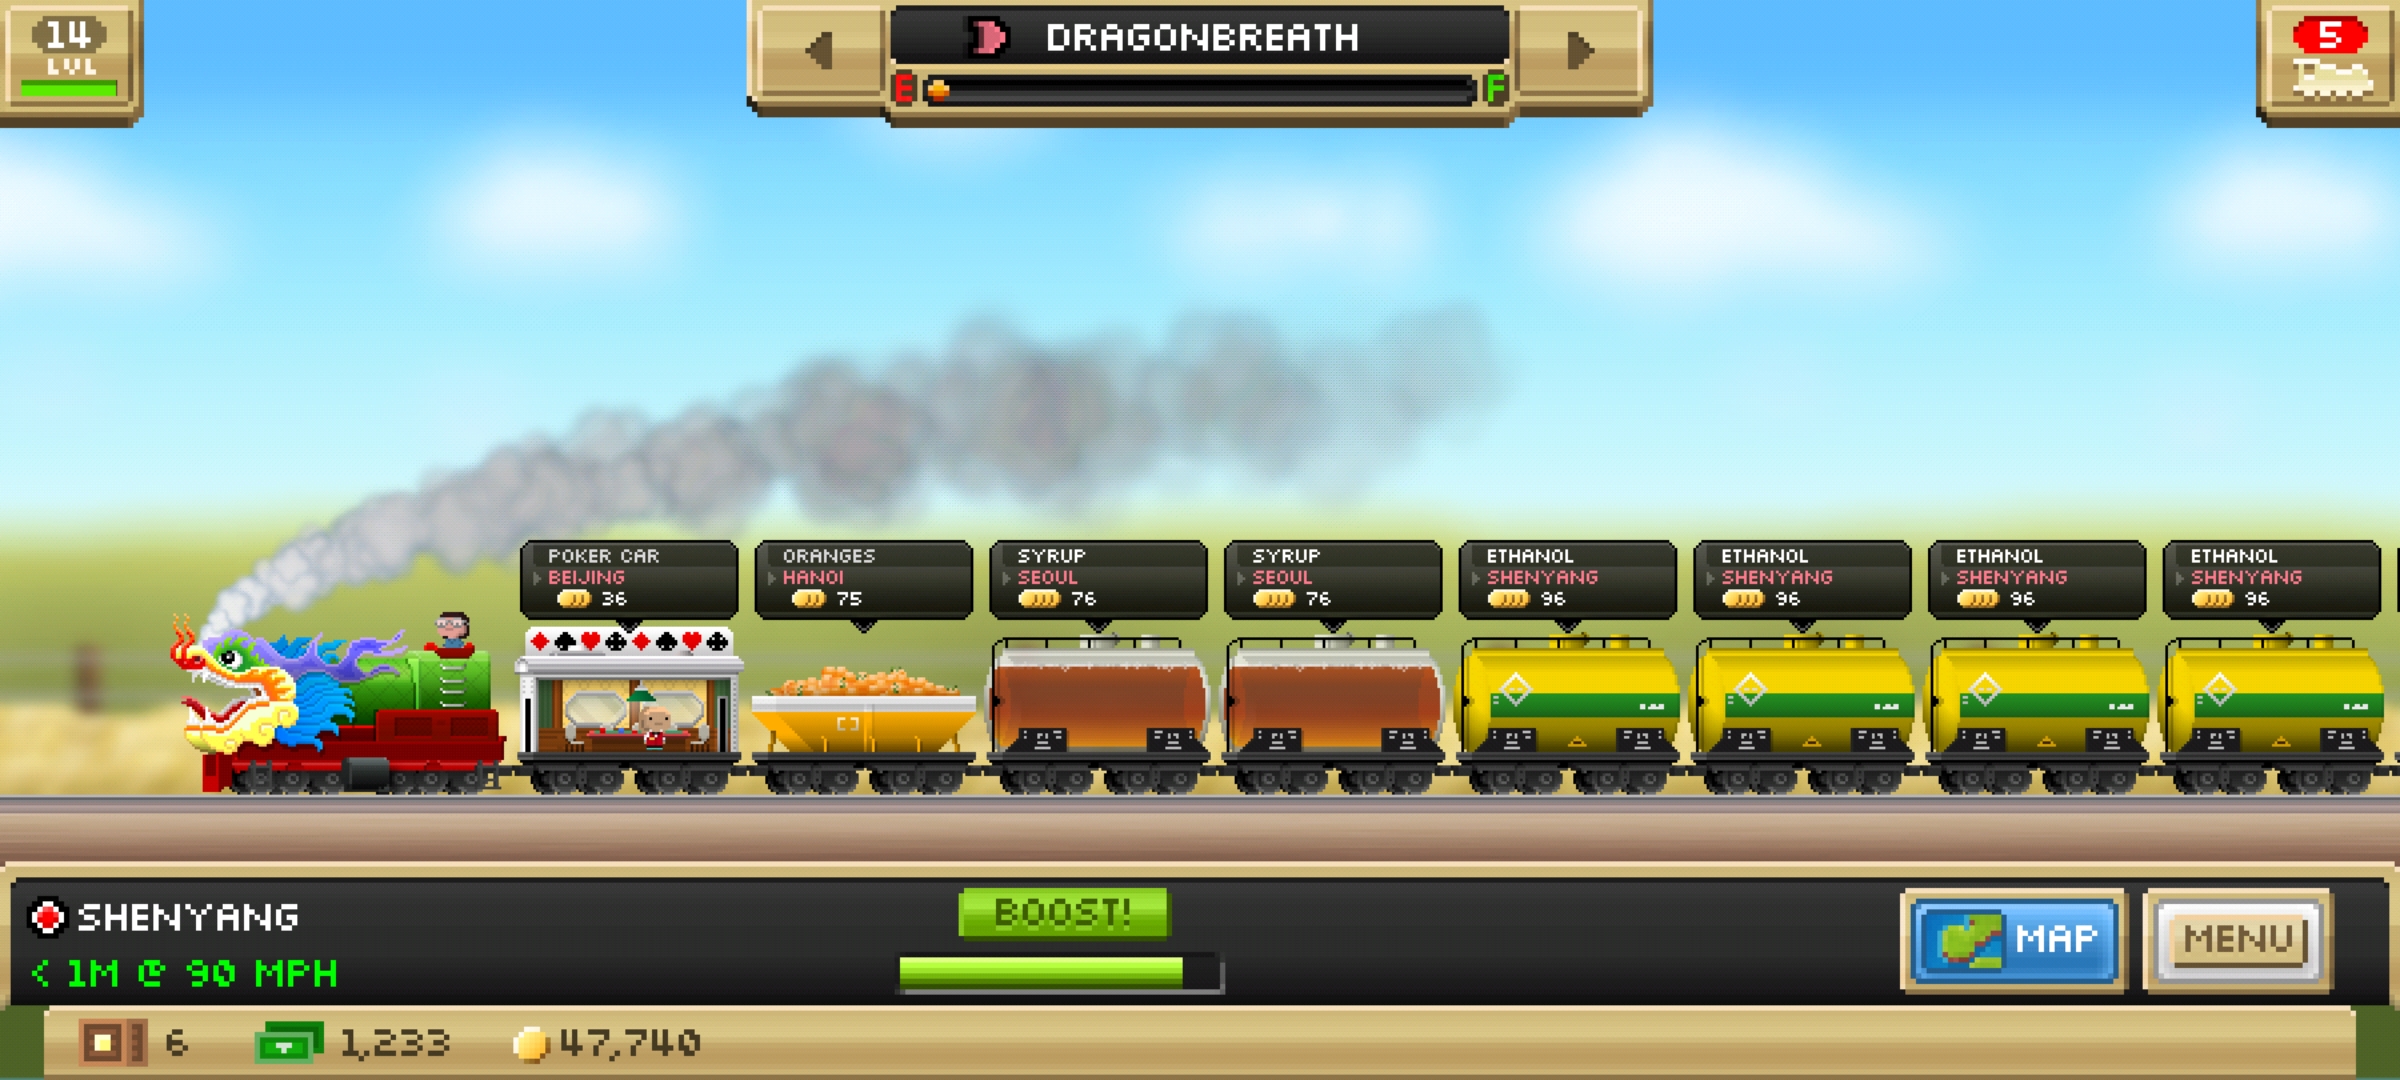 14
LVL
DRAGONBREATH
E F
5
POKER CAR
BEIJING
36
ORANGES
HANOI
75
SYRUP
SEOUL
76
SYRUP
SEOUL
76
ETHANOL
SHENYANG
96
ETHANOL
SHENYANG
96
ETHANOL
SHENYANG
96
ETHANOL
SHENYANG
96
SHENYANG
< 1M @ 90 MPH
BOOST!
MAP
MENU
6
1,233
47,740